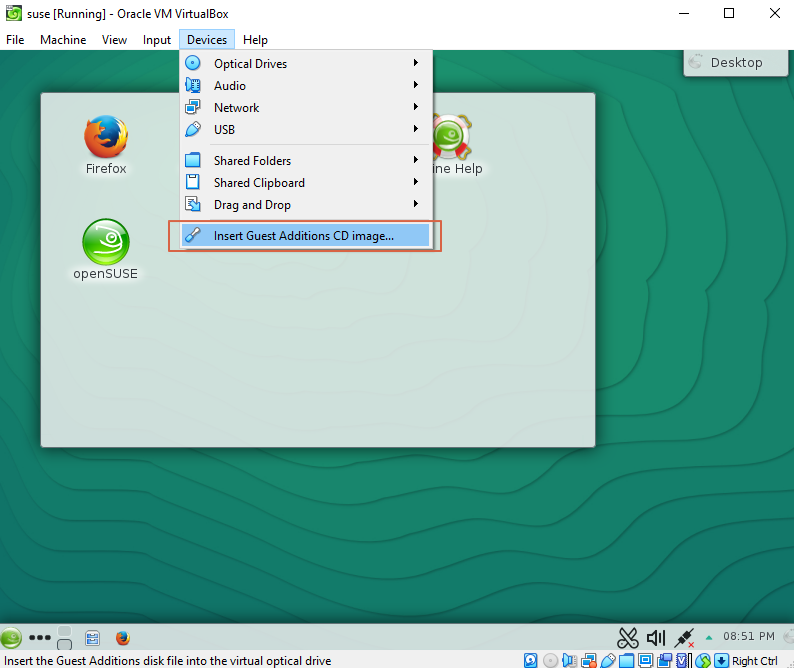 suse [Running] - Oracle VM VirtualBox
File Machine View Input Devices Help
Optical Drives
Audio
Network
USB
Shared Folders
Shared Clipboard
Drag and Drop
Insert Guest Additions CD image...
Desktop
Firefox
ine Help
openSUSE
08:51 PM
Insert the Guest Additions disk file into the virtual optical drive
Right Ctrl